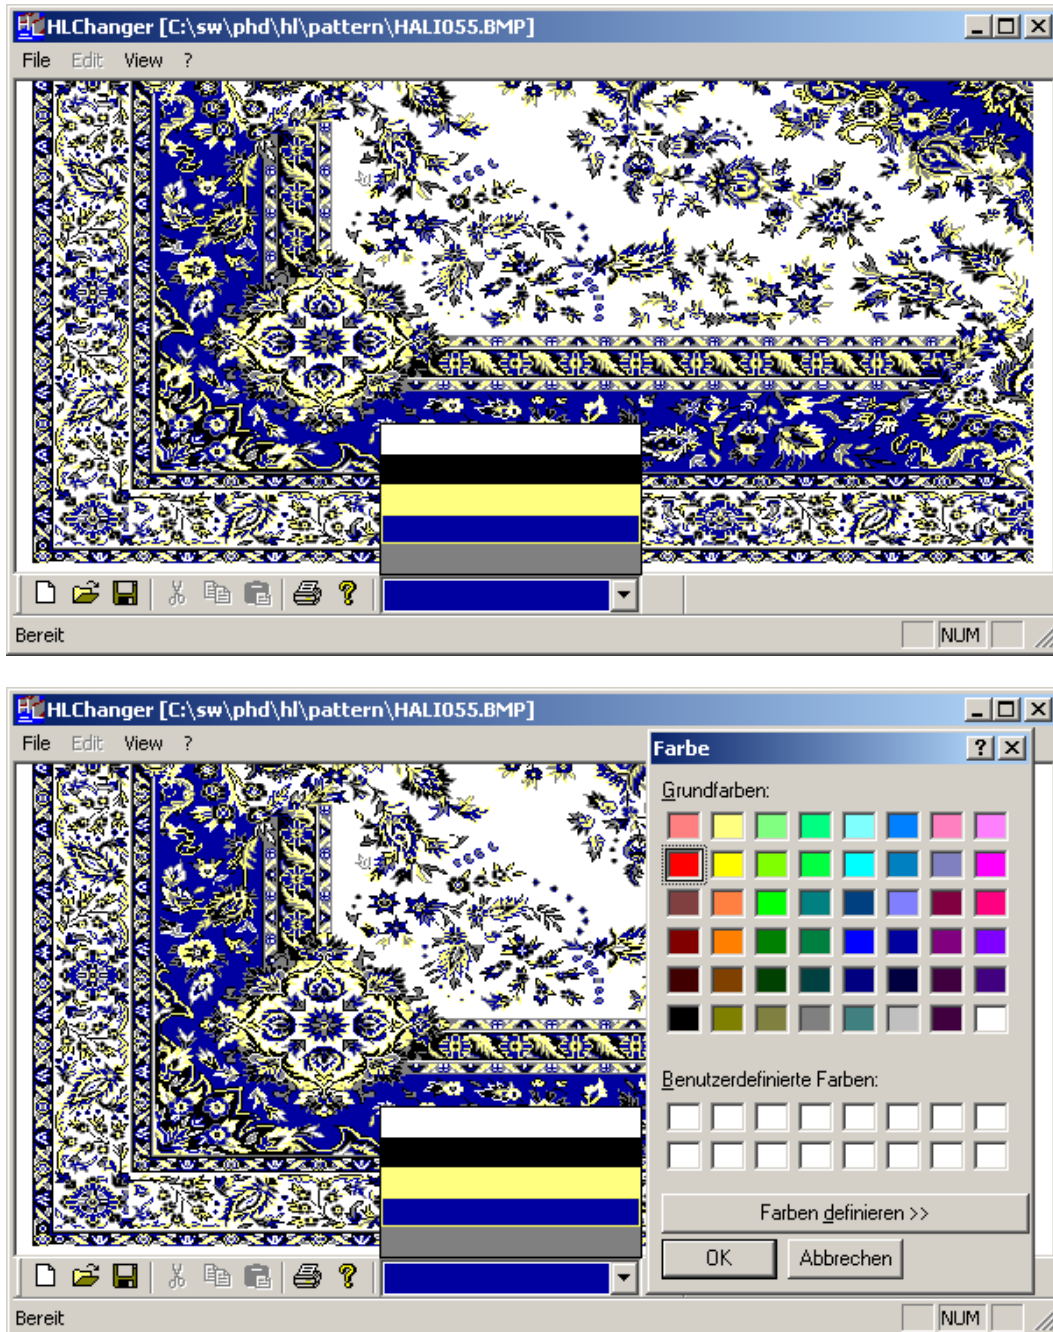 HLChanger [C:\sw\phd\hl\pattern\HALI055.BMP]
File Edit View ?
Bereit NUM
HLChanger [C:\sw\phd\hl\pattern\HALI055.BMP]
File Edit View ?
Farbe
Grundfarben:
Benutzerdefinierte Farben:
Farben definieren >>
OK Abbrechen
Bereit NUM